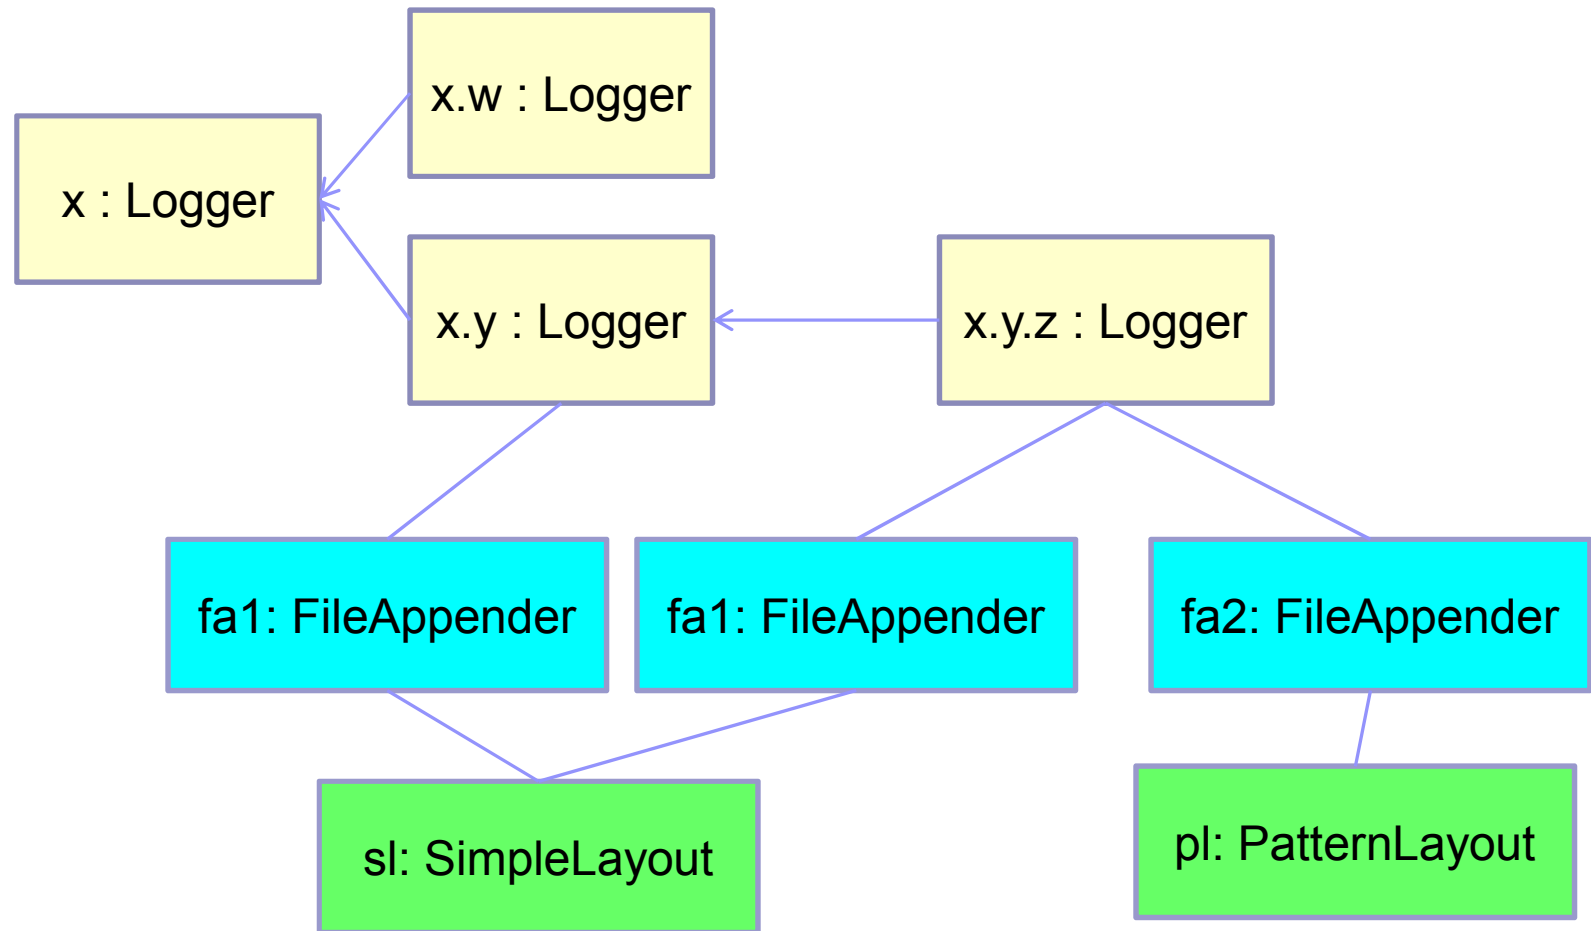 x.w : Logger
x : Logger
x.y : Logger
x.y.z : Logger
fa1: FileAppender
fa1: FileAppender
fa2: FileAppender
sl: SimpleLayout
pl: PatternLayout